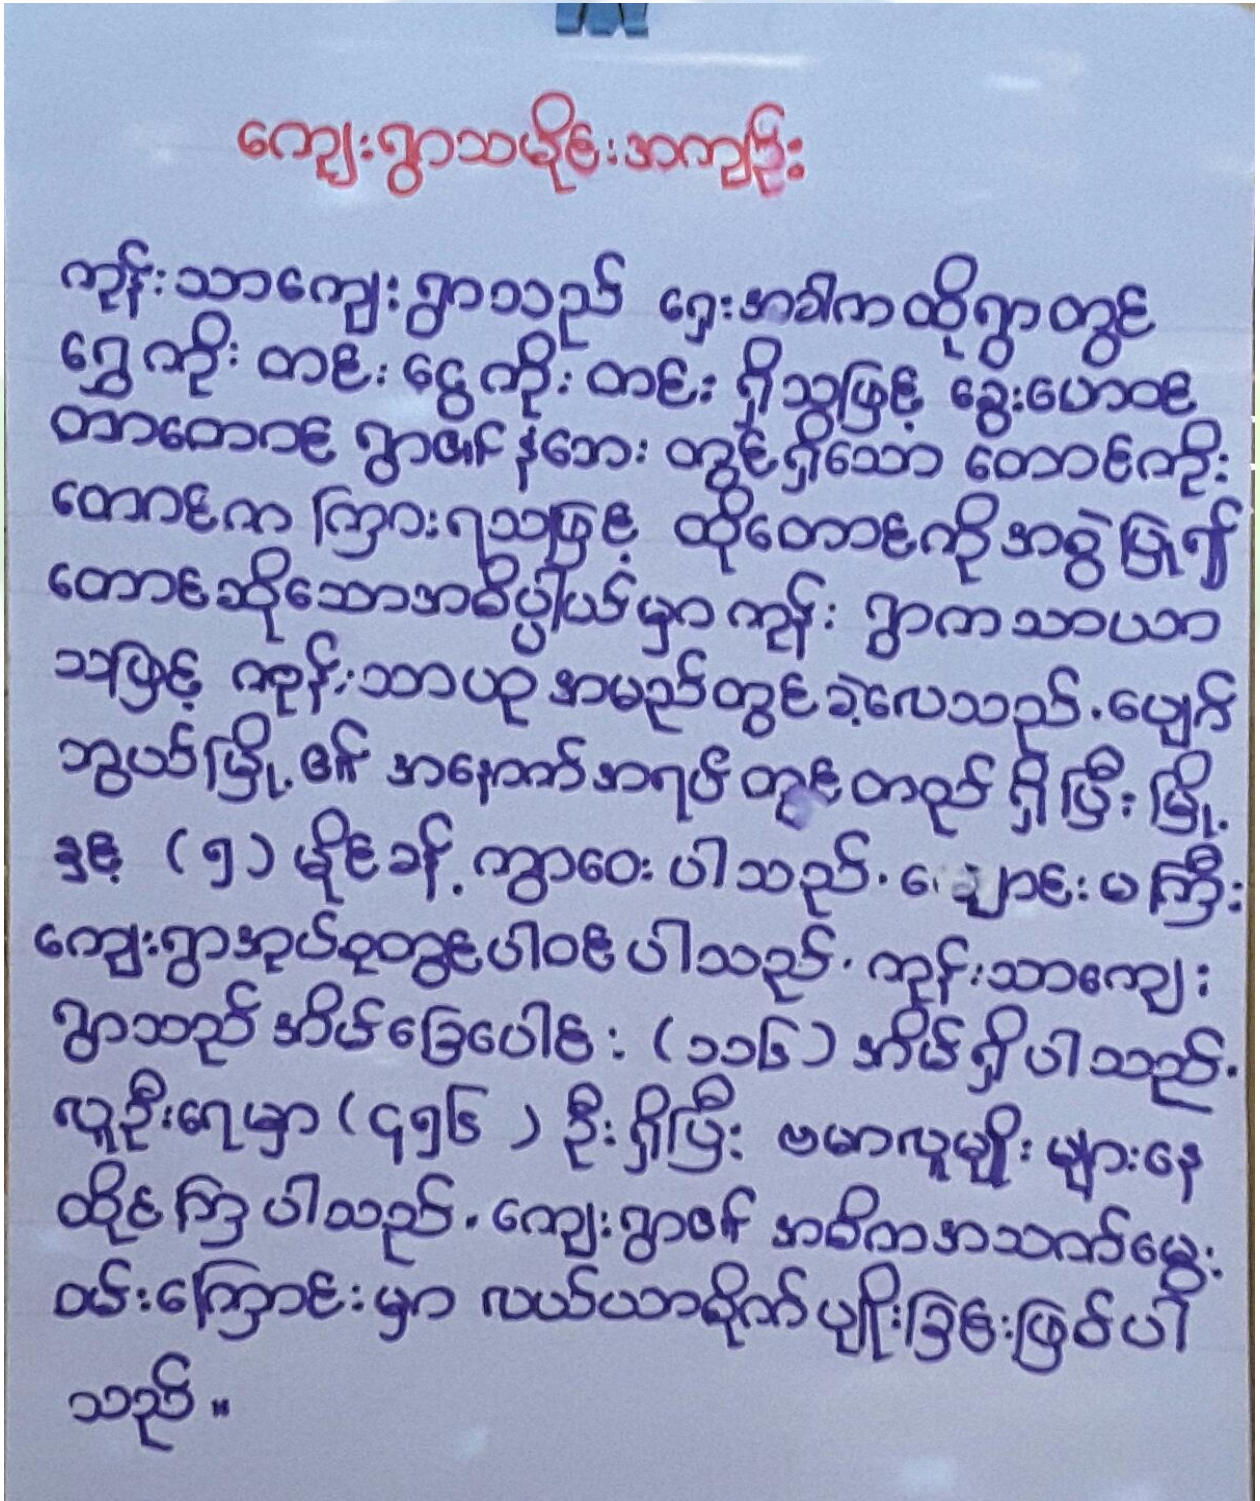 ကျေးရွာသမိုင်းအကျဉ်း
ကုန်းသာကျေးရွာသည် ရှေးအခါကထိုရွာတွင်
ရွှေကိုး တင်း ငွေကိုး တင်း ရှိသဖြင့် ခွေးဟောင်
တာတောင် ရွာ၏ နံဘေး တွင်ရှိသော တောင်ကိုး
တောင်က ကြားရသဖြင့် ထိုတောင်ကိုအစွဲပြု၍
တောင်ဆိုသောအဓိပ္ပါယ်မှာ ကုန်း ရွာက သာယာ
သဖြင့် ကုန်းသာဟု အမည်တွင်ခဲ့လေသည်. ပျော်
ဘွယ်မြို့၏ အနောက်အရပ်တွင်တည်ရှိပြီး မြို့
နှင့် (၅) မိုင်ခန့် ကွာဝေးပါသည်. ချောင်းမကြီး
ကျေးရွာအုပ်စုတွင်ပါဝင်ပါသည်. ကုန်းသာကျေး
ရွာသည် အိမ်ခြေပေါင်း (၁၁၆) အိမ်ရှိပါသည်.
လူဦးရေမှာ (၄၅၆) ဦးရှိပြီး ဗမာလူမျိုးများနေ
ထိုင်ကြပါသည်. ကျေးရွာ၏ အဓိကအသက်မွေး
ဝမ်းကြောင်းမှာ လယ်ယာစိုက်ပျိုးခြင်းဖြစ်ပါ
သည်။